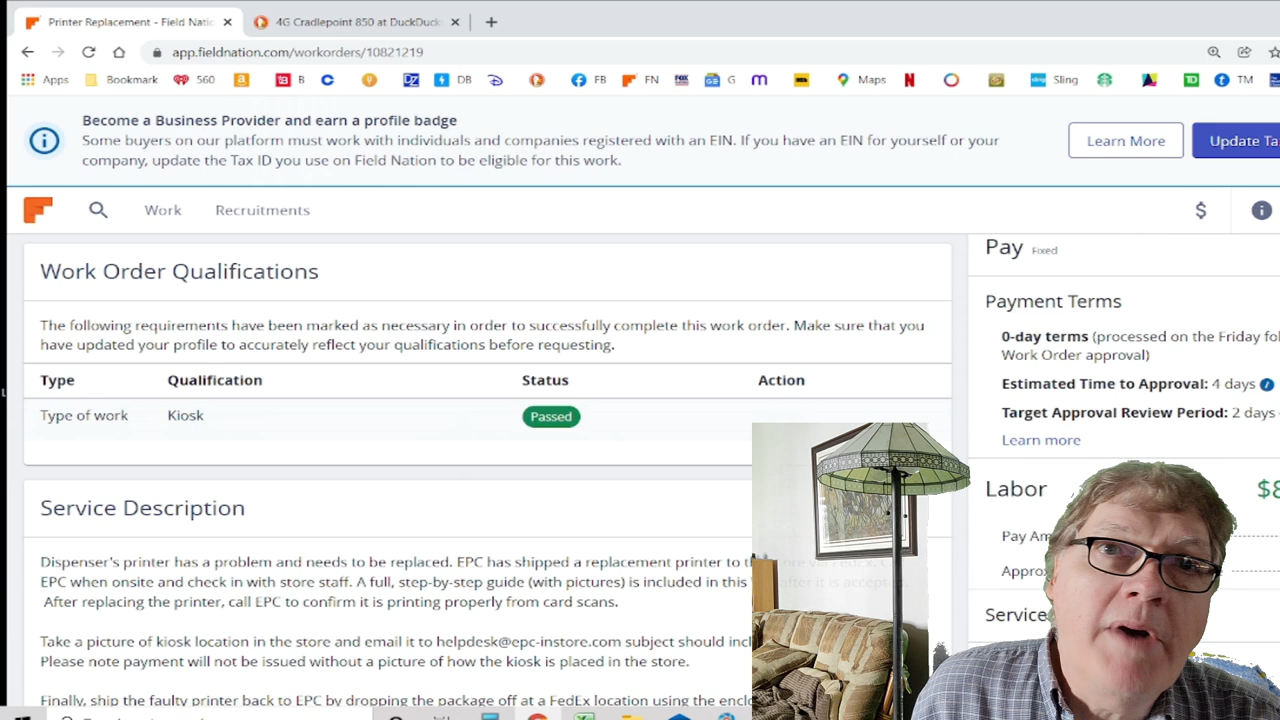 Printer Replacement - Field Natio
4G Cradlepoint 850 at DuckDuck
app.fieldnation.com/workorders/10821219
Apps Bookmark 560 B DB FB FN G Maps Sling TM
Become a Business Provider and earn a profile badge
Some buyers on our platform must work with individuals and companies registered with an EIN. If you have an EIN for yourself or your
company, update the Tax ID you use on Field Nation to be eligible for this work.
Learn More
Update Ta
Work Recruitments
Work Order Qualifications
The following requirements have been marked as necessary in order to successfully complete this work order. Make sure that you
have updated your profile to accurately reflect your qualifications before requesting.
Type Qualification Status Action
Type of work Kiosk Passed
Service Description
Dispenser's printer has a problem and needs to be replaced. EPC has shipped a replacement printer to
EPC when onsite and check in with store staff. A full, step-by-step guide (with pictures) is included in this
After replacing the printer, call EPC to confirm it is printing properly from card scans.
Take a picture of kiosk location in the store and email it to helpdesk@epc-instore.com subject should incl
Please note payment will not be issued without a picture of how the kiosk is placed in the store.
Finally, ship the faulty printer back to EPC by dropping the package off at a FedEx location using the enclo
Pay Fixed
Payment Terms
0-day terms (processed on the Friday fol
Work Order approval)
Estimated Time to Approval: 4 days
Target Approval Review Period: 2 days
Learn more
Labor $8
Pay Am
Appro
Service